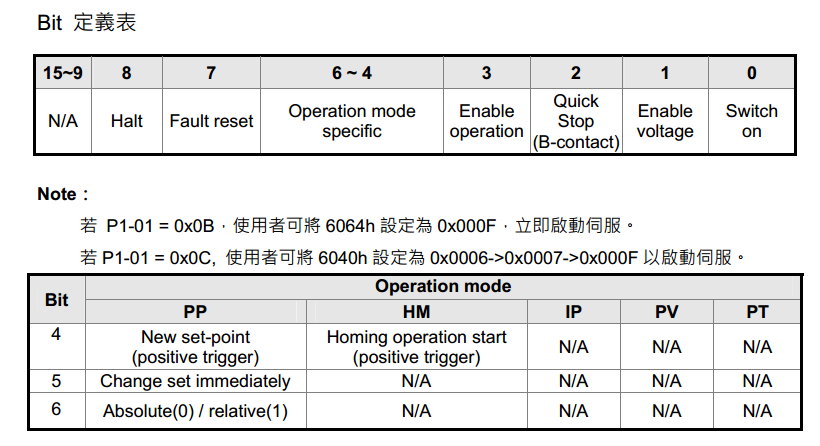 Bit 定義表
15~9 8 7 6 ~ 4 3 2 1 0
N/A Halt Fault reset Operation mode specific Enable operation Quick Stop (B-contact) Enable voltage Switch on
Note：
若 P1-01 = 0x0B，使用者可將 6064h 設定為 0x000F，立即啟動伺服。
若 P1-01 = 0x0C, 使用者可將 6040h 設定為 0x0006->0x0007->0x000F 以啟動伺服。
Bit Operation mode
PP HM IP PV PT
4 New set-point (positive trigger) Homing operation start (positive trigger) N/A N/A N/A
5 Change set immediately N/A N/A N/A N/A
6 Absolute(0) / relative(1) N/A N/A N/A N/A